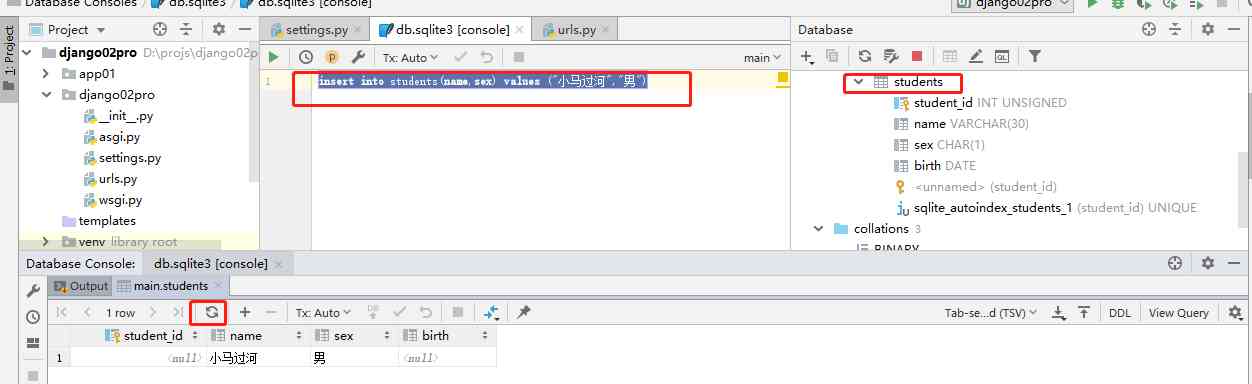 Database Consoles
db.sqlite3
db.sqlite3 [console]
django02pro
1: Project
Project
django02pro D:\projs\django02p
app01
django02pro
__init__.py
asgi.py
settings.py
urls.py
wsgi.py
templates
venv library root
settings.py
db.sqlite3 [console]
urls.py
Tx: Auto
main
1 insert into students(name,sex) values ("小马过河","男")
Database
students
student_id INT UNSIGNED
name VARCHAR(30)
sex CHAR(1)
birth DATE
<unnamed> (student_id)
sqlite_autoindex_students_1 (student_id) UNIQUE
collations 3
BINARY
Database Console: db.sqlite3 [console]
Output main.students
1 row Tx: Auto DB Tab-se...d (TSV) DDL View Query
student_id name sex birth
1 <null> 小马过河 男 <null>